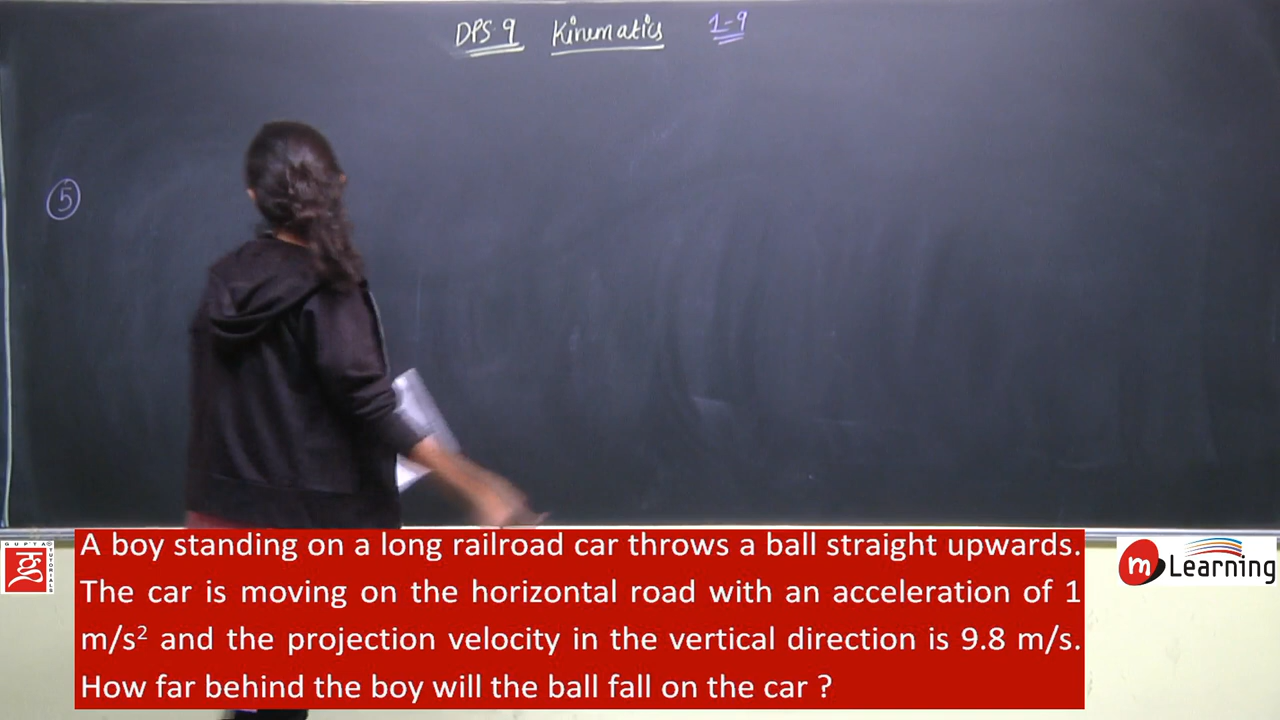 DPS 9 Kinematics 1-9
5
A boy standing on a long railroad car throws a ball straight upwards.
The car is moving on the horizontal road with an acceleration of 1
m/s² and the projection velocity in the vertical direction is 9.8 m/s.
How far behind the boy will the ball fall on the car ?
GUPTA
TUTORIALS
m Learning